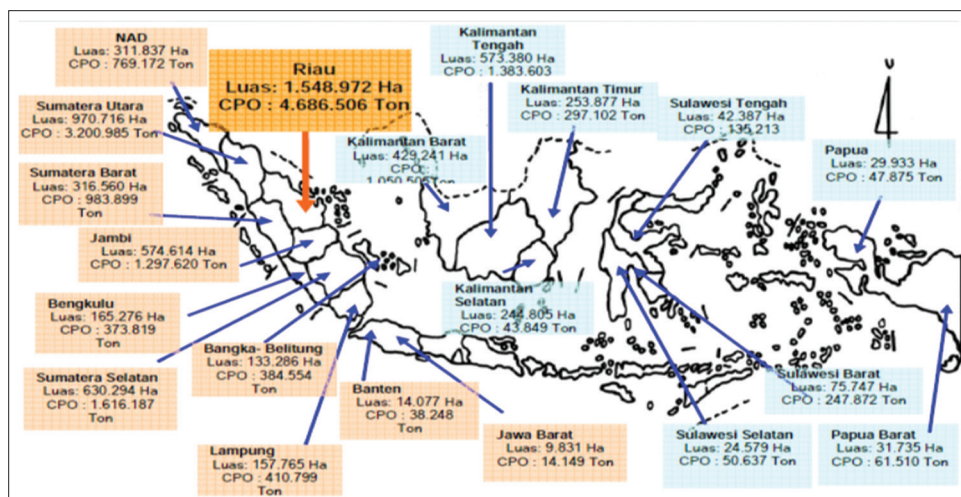 NAD
Luas: 311.837 Ha
CPO: 769.172 Ton
Riau
Luas: 1.548.972 Ha
CPO : 4.686.506 Ton
Kalimantan
Tengah
Luas: 573.380 Ha
CPO : 1.383.603
Kalimantan Timur
Luas: 253.877 Ha
CPO : 297.102 Ton
Sulawesi Tengah
Luas: 42.387 Ha
CPO : 135.213
U
Sumatera Utara
Luas: 970.716 Ha
CPO : 3.200.985 Ton
Kalimantan Barat
Luas: 429.241 Ha
CPO :
1.050.505Ton
Papua
Luas: 29.933 Ha
CPO : 47.875 Ton
Sumatera Barat
Luas: 316.560 Ha
CPO : 983.899
Ton
Jambi
Luas: 574.614 Ha
CPO : 1.297.620 Ton
Bengkulu
Luas: 165.276 Ha
CPO : 373.819
Ton
Kalimantan
Selatan
Luas: 244.805 Ha
CPO : 43.849 Ton
Bangka- Belitung
Luas: 133.286 Ha
CPO : 384.554
Ton
Sumatera Selatan
Luas: 630.294 Ha
CPO : 1.616.187
Ton
Banten
Luas: 14.077 Ha
CPO : 38.248
Ton
Sulawesi Barat
Luas: 75.747 Ha
CPO : 247.872 Ton
Lampung
Luas: 157.765 Ha
CPO : 410.799
Ton
Jawa Barat
Luas: 9.831 Ha
CPO : 14.149 Ton
Sulawesi Selatan
Luas: 24.579 Ha
CPO : 50.637 Ton
Papua Barat
Luas: 31.735 Ha
CPO : 61.510 Ton